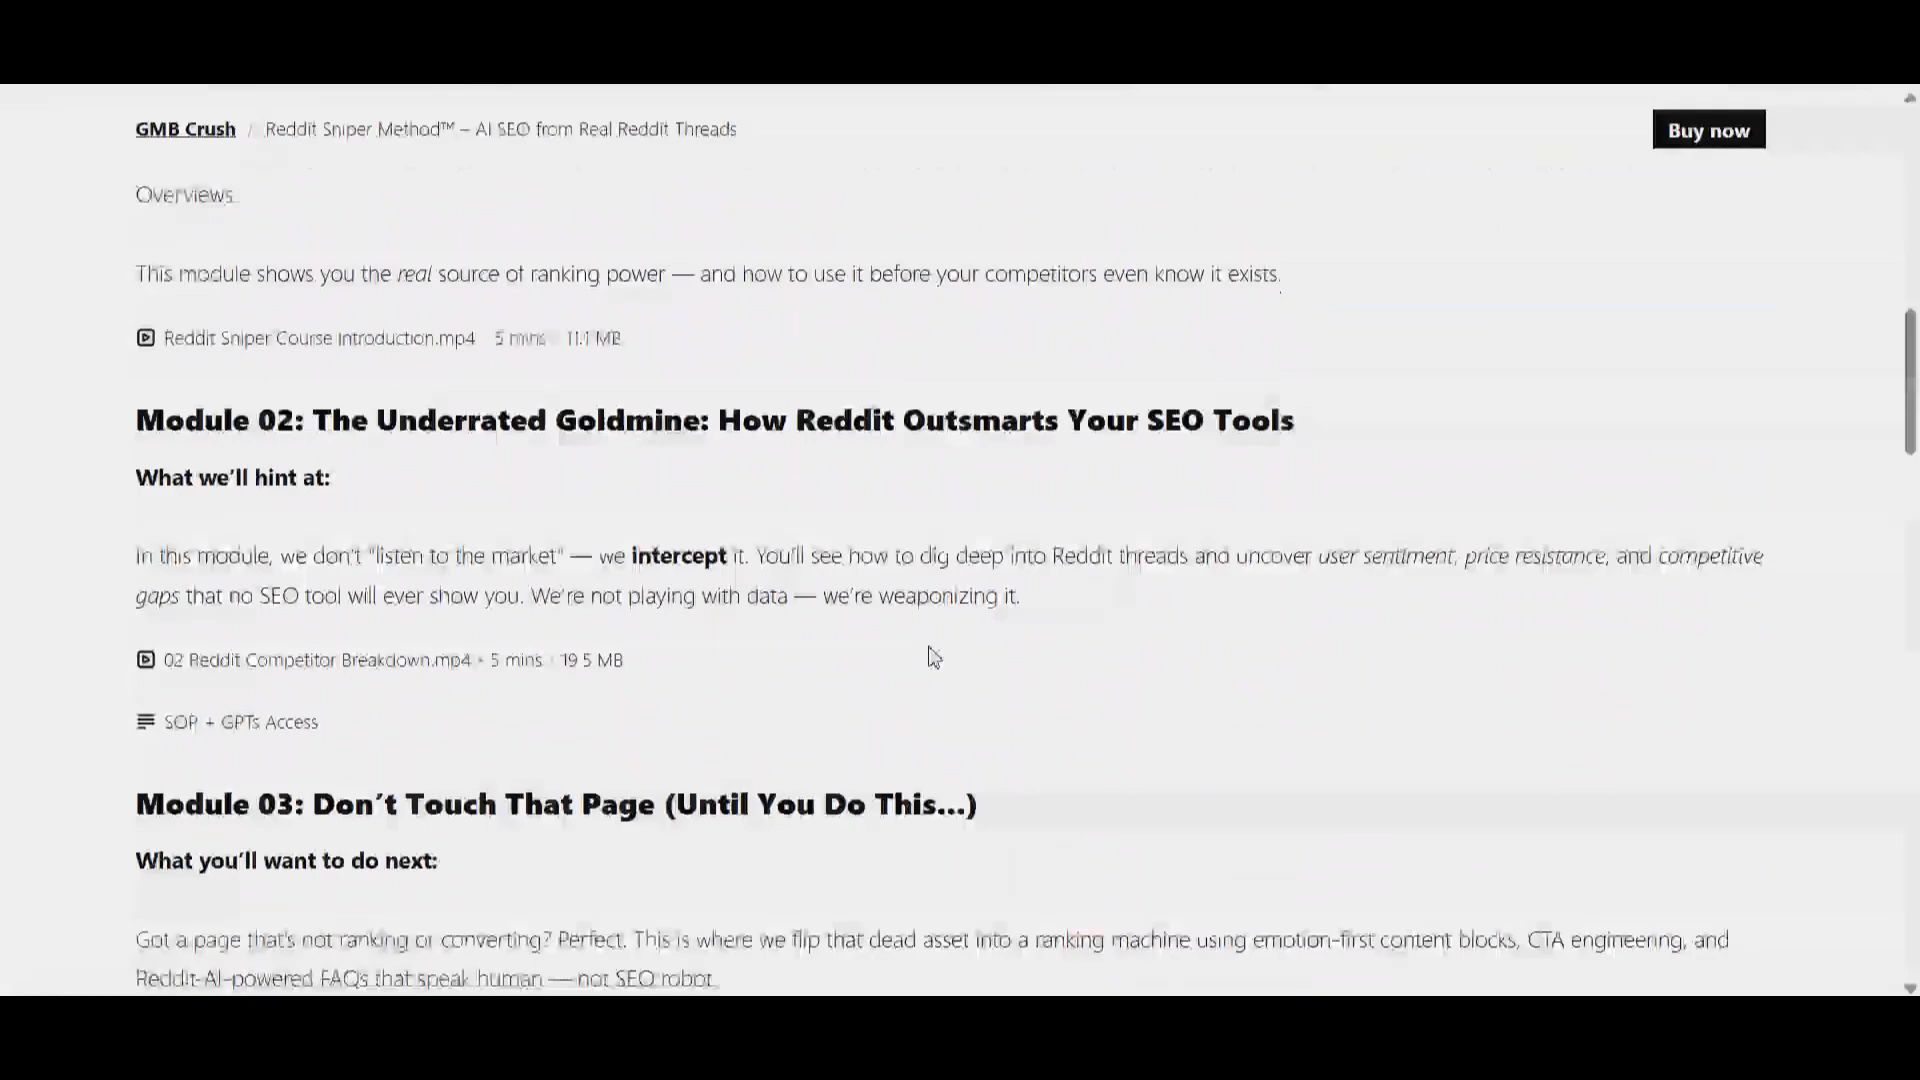 GMB Crush / Reddit Sniper Method™ – AI SEO from Real Reddit Threads
Buy now
Overviews.
This module shows you the real source of ranking power — and how to use it before your competitors even know it exists.
Reddit Sniper Course Introduction.mp4 5 mins 11.1 MB
Module 02: The Underrated Goldmine: How Reddit Outsmarts Your SEO Tools
What we'll hint at:
In this module, we don't "listen to the market" — we intercept it. You'll see how to dig deep into Reddit threads and uncover user sentiment, price resistance, and competitive
gaps that no SEO tool will ever show you. We're not playing with data — we're weaponizing it.
02 Reddit Competitor Breakdown.mp4 • 5 mins 19.5 MB
SOP + GPTs Access
Module 03: Don't Touch That Page (Until You Do This...)
What you'll want to do next:
Got a page that's not ranking or converting? Perfect. This is where we flip that dead asset into a ranking machine using emotion-first content blocks, CTA engineering, and
Reddit-AI-powered FAQs that speak human — not SEO robot.